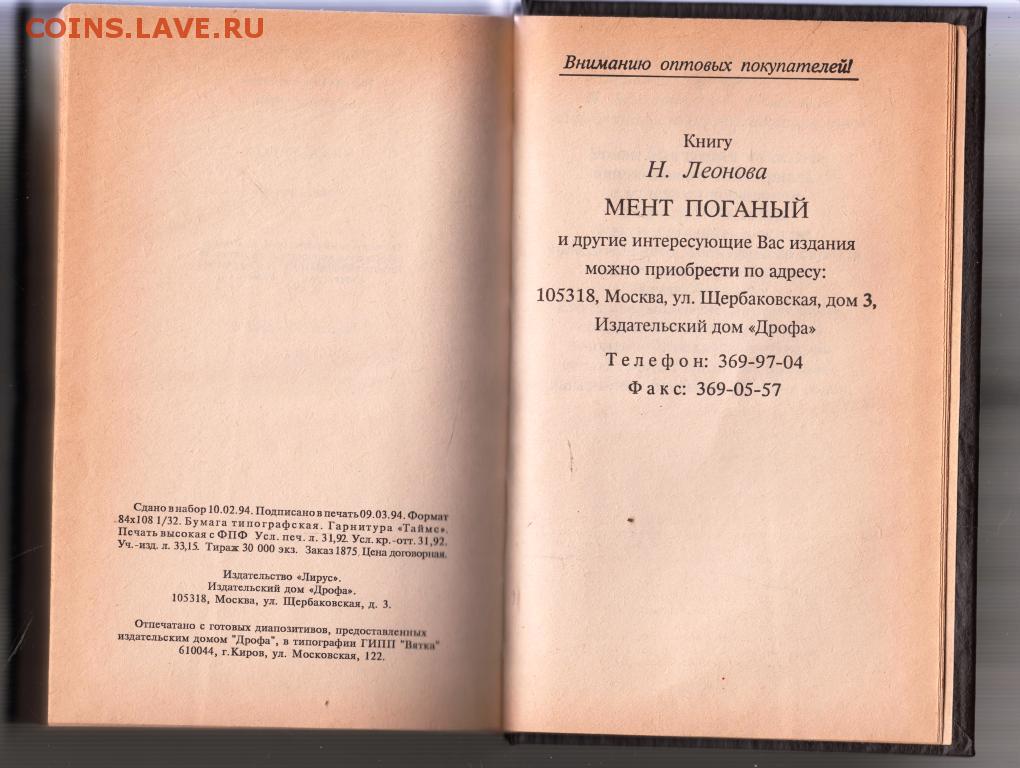 COINS.LAVE.RU
Сдано в набор 10.02.94. Подписано в печать 09.03.94. Формат
84х108 1/32. Бумага типографская. Гарнитура «Таймс».
Печать высокая с ФПФ Усл. печ. л. 31,92. Усл. кр.-отт. 31,92.
Уч.-изд. л. 33,15. Тираж 30 000 экз. Заказ 1875. Цена договорная.
Издательство «Лирус».
Издательский дом «Дрофа».
105318, Москва, ул. Щербаковская, д. 3.
Отпечатано с готовых диапозитивов, предоставленных
издательским домом "Дрофа", в типографии ГИПП "Вятка"
610044, г.Киров, ул. Московская, 122.
Вниманию оптовых покупателей!
Книгу
Н. Леонова
МЕНТ ПОГАНЫЙ
и другие интересующие Вас издания
можно приобрести по адресу:
105318, Москва, ул. Щербаковская, дом 3,
Издательский дом «Дрофа»
Телефон: 369-97-04
Факс: 369-05-57